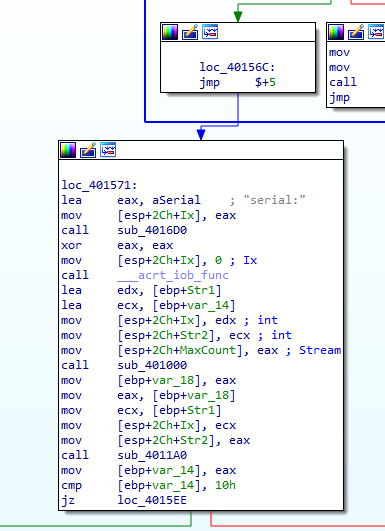 loc_40156C:
jmp $+5
mov
mov
call
jmp
loc_401571:
lea eax, aSerial ; "serial:"
mov [esp+2Ch+Ix], eax
call sub_4016D0
xor eax, eax
mov [esp+2Ch+Ix], 0 ; Ix
call ___acrt_iob_func
lea edx, [ebp+Str1]
lea ecx, [ebp+var_14]
mov [esp+2Ch+Ix], edx ; int
mov [esp+2Ch+Str2], ecx ; int
mov [esp+2Ch+MaxCount], eax ; Stream
call sub_401000
mov [ebp+var_18], eax
mov eax, [ebp+var_18]
mov ecx, [ebp+Str1]
mov [esp+2Ch+Ix], ecx
mov [esp+2Ch+Str2], eax
call sub_4011A0
mov [ebp+var_14], eax
cmp [ebp+var_14], 10h
jz loc_4015EE